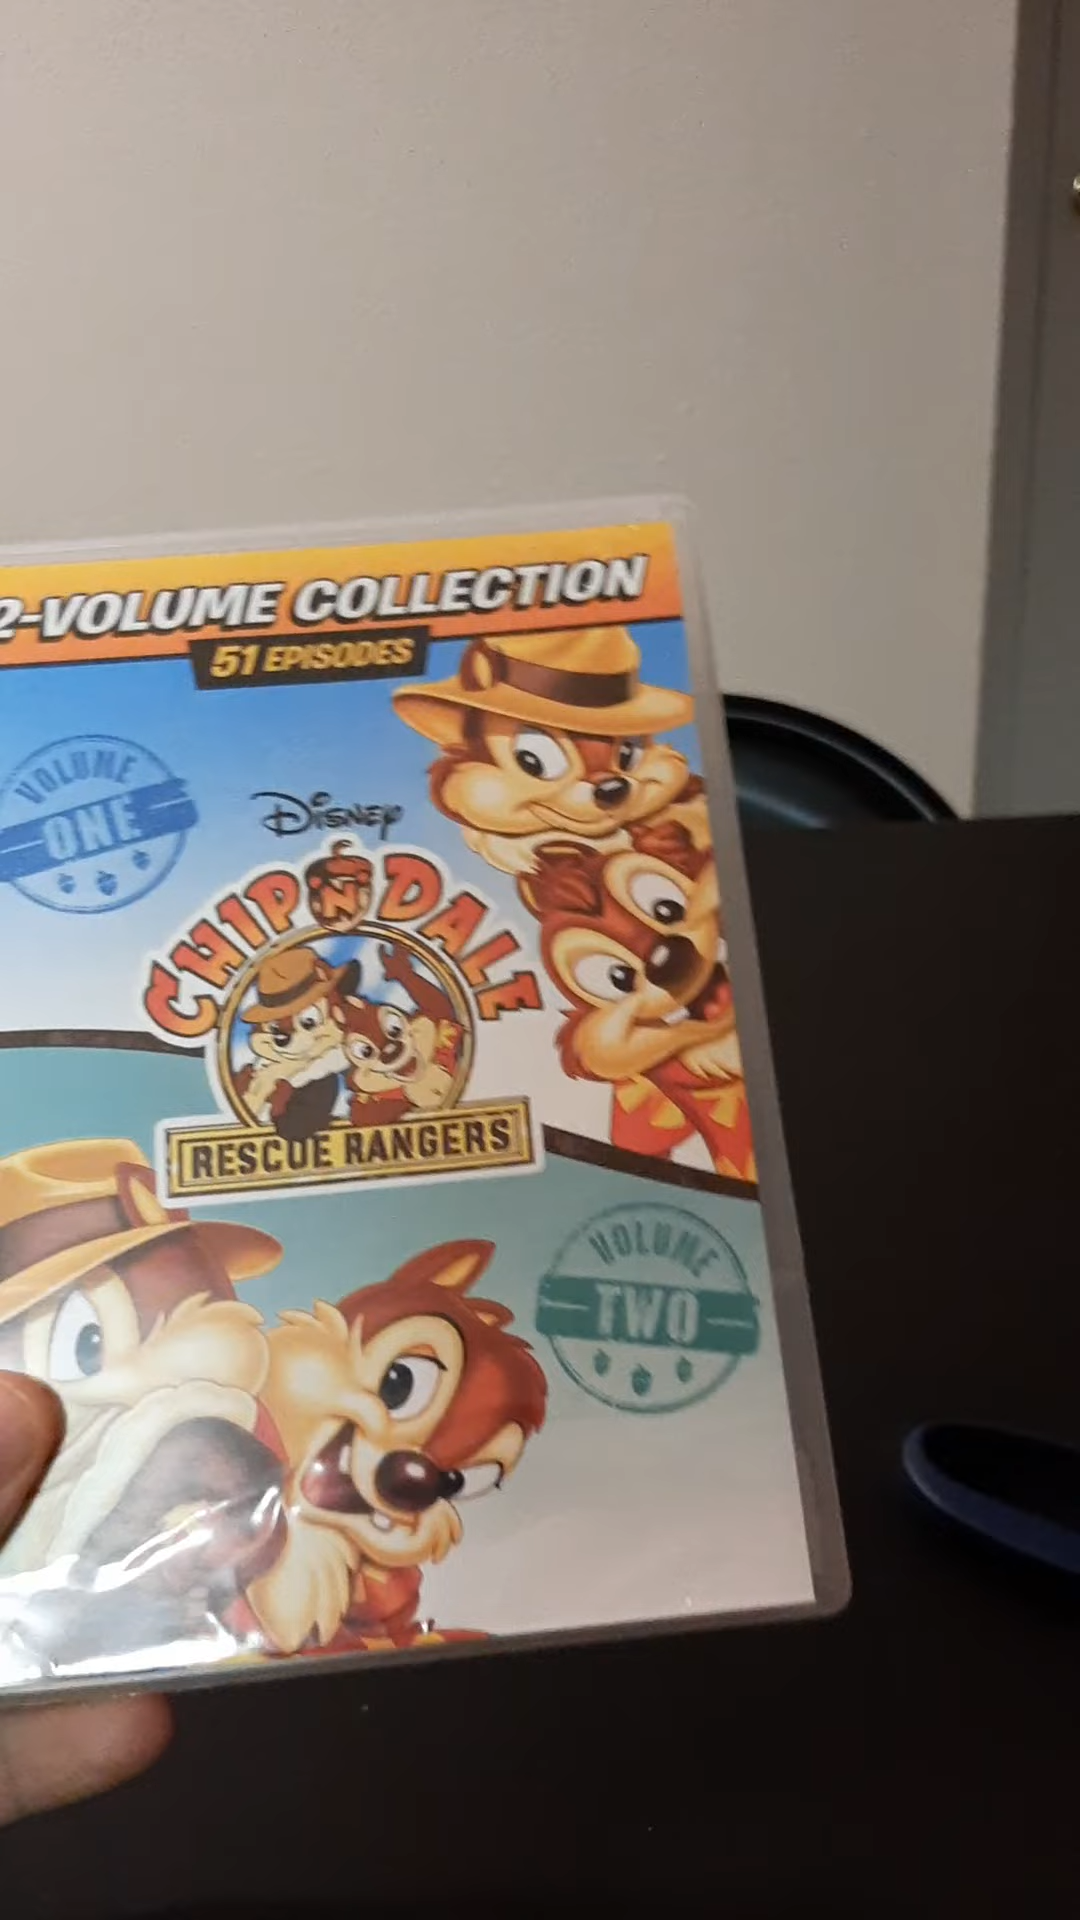 2-VOLUME COLLECTION
51 EPISODES
VOLUME
ONE
Disney
CHIP 'N DALE
RESCUE RANGERS
VOLUME
TWO